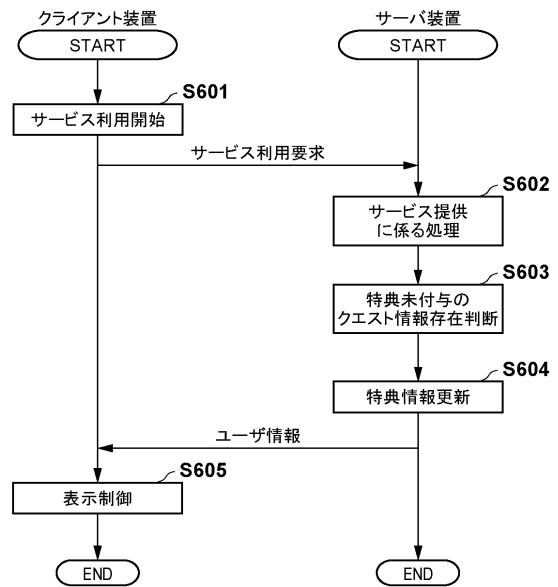 クライアント装置
サーバ装置
START
START
S601
サービス利用開始
サービス利用要求
S602
サービス提供
に係る処理
S603
特典未付与の
クエスト情報存在判断
S604
特典情報更新
ユーザ情報
S605
表示制御
END
END